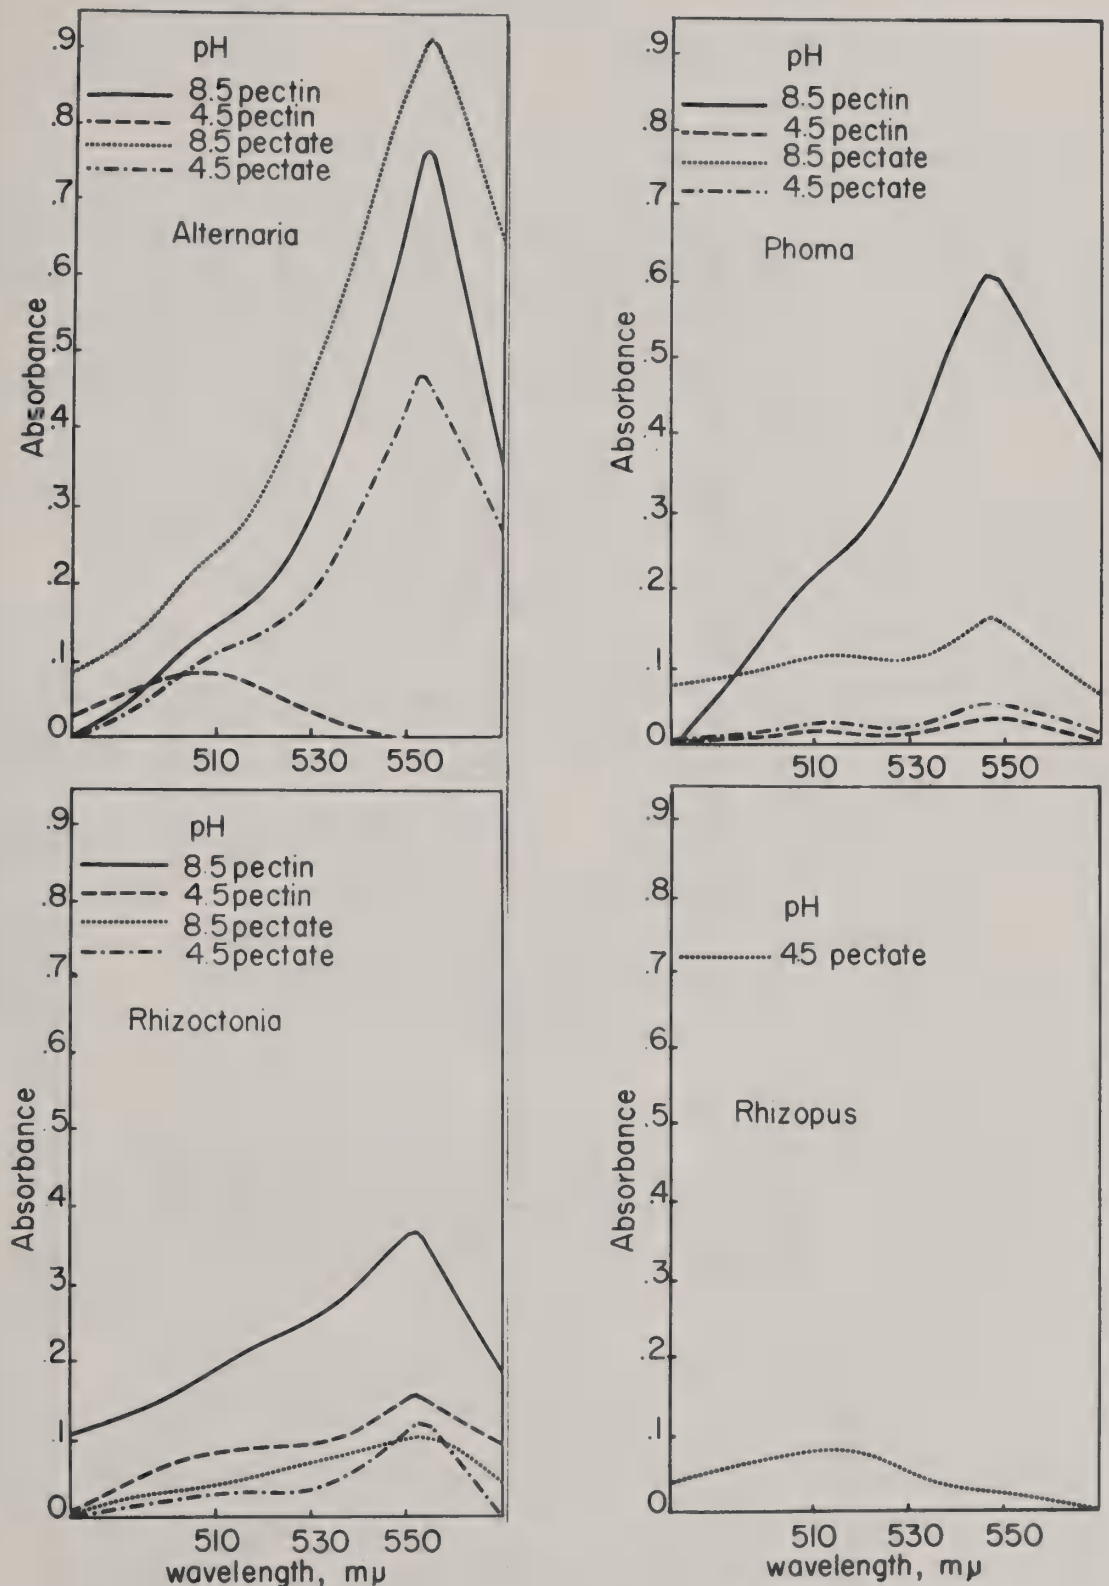 .9
.8
.7
.6
.5
.4
.3
.2
.1
0
Absorbance
pH
8.5 pectin
4.5 pectin
8.5 pectate
4.5 pectate
Alternaria
510 530 550
.9
.8
.7
.6
.5
.4
.3
.2
.1
0
Absorbance
pH
8.5 pectin
4.5 pectin
8.5 pectate
4.5 pectate
Phoma
510 530 550
.9
.8
.7
.6
.5
.4
.3
.2
.1
0
Absorbance
pH
8.5 pectin
4.5 pectin
8.5 pectate
4.5 pectate
Rhizoctonia
510 530 550
wavelength, mµ
.9
.8
.7
.6
.5
.4
.3
.2
.1
0
Absorbance
pH
45 pectate
Rhizopus
510 530 550
wavelength, mµ